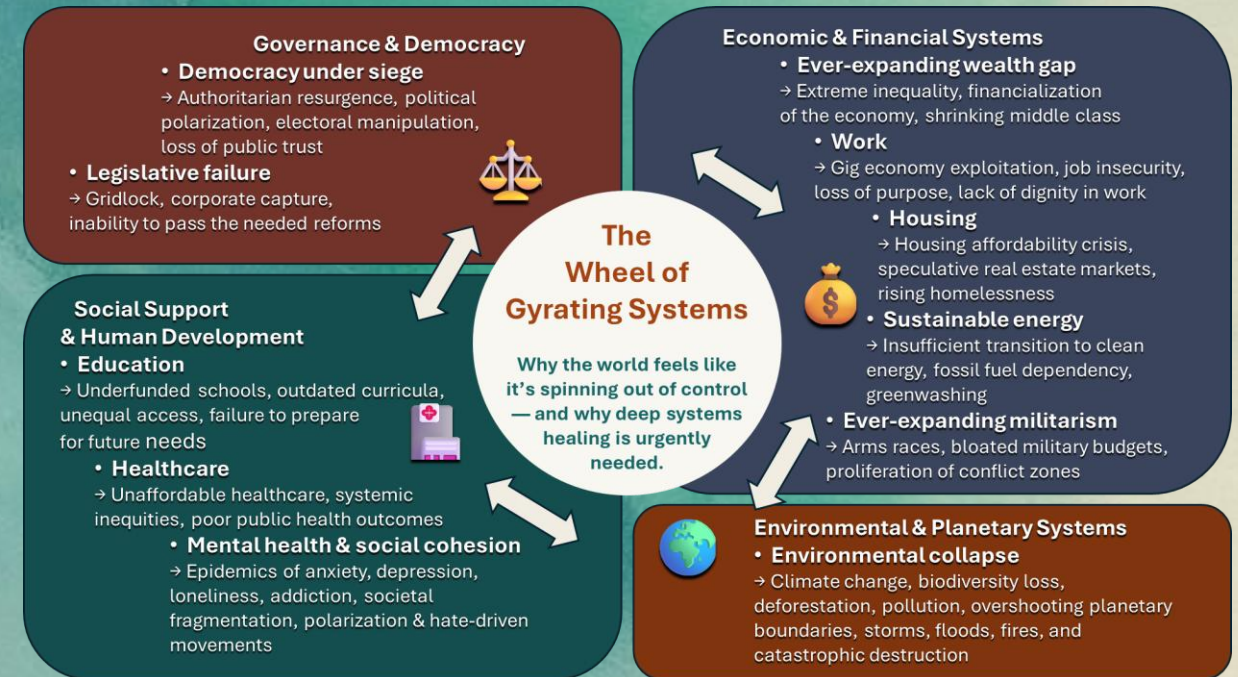 Governance & Democracy
• Democracy under siege
→ Authoritarian resurgence, political
polarization, electoral manipulation,
loss of public trust
• Legislative failure
→ Gridlock, corporate capture,
inability to pass the needed reforms
Economic & Financial Systems
• Ever-expanding wealth gap
→ Extreme inequality, financialization
of the economy, shrinking middle class
• Work
→ Gig economy exploitation, job insecurity,
loss of purpose, lack of dignity in work
• Housing
→ Housing affordability crisis,
speculative real estate markets,
rising homelessness
• Sustainable energy
→ Insufficient transition to clean
energy, fossil fuel dependency,
greenwashing
• Ever-expanding militarism
→ Arms races, bloated military budgets,
proliferation of conflict zones
The
Wheel of
Gyrating Systems
Why the world feels like
it's spinning out of control
— and why deep systems
healing is urgently
needed.
Social Support
& Human Development
• Education
→ Underfunded schools, outdated curricula,
unequal access, failure to prepare
for future needs
• Healthcare
→ Unaffordable healthcare, systemic
inequities, poor public health outcomes
• Mental health & social cohesion
→ Epidemics of anxiety, depression,
loneliness, addiction, societal
fragmentation, polarization & hate-driven
movements
Environmental & Planetary Systems
• Environmental collapse
→ Climate change, biodiversity loss,
deforestation, pollution, overshooting planetary
boundaries, storms, floods, fires, and
catastrophic destruction